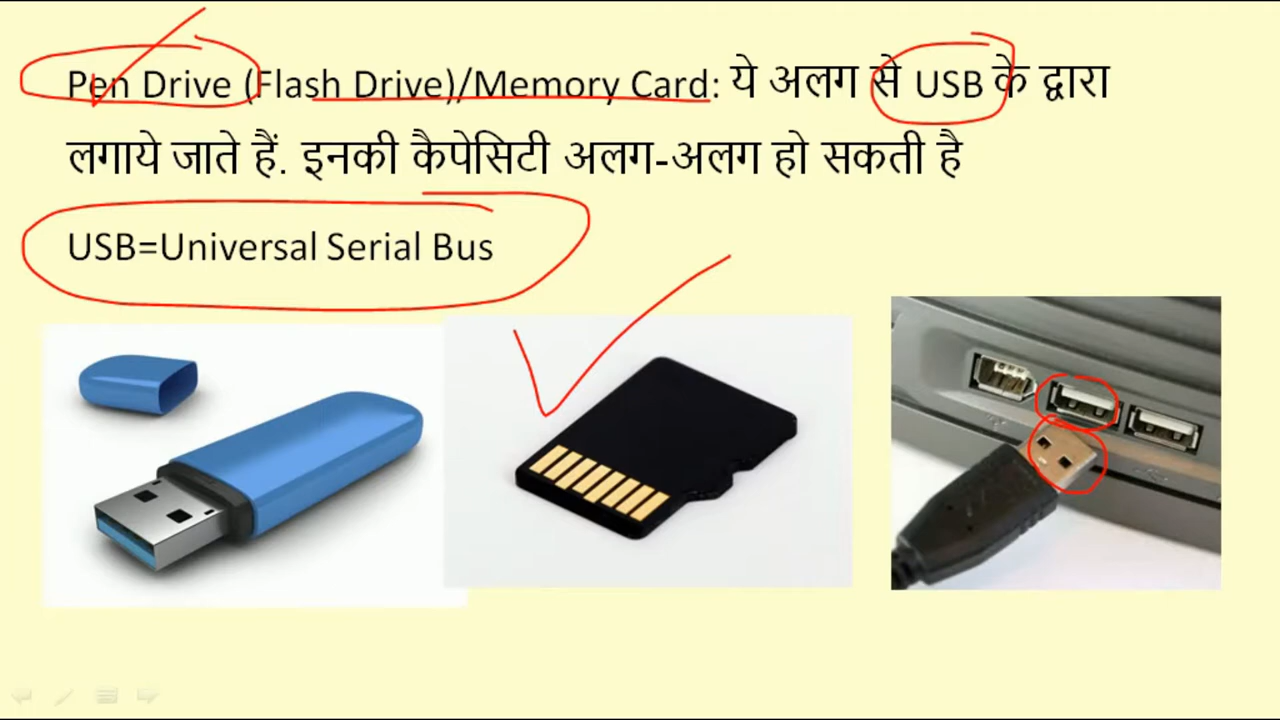 Pen Drive (Flash Drive)/Memory Card: ये अलग से USB के द्वारा
लगाये जाते हैं. इनकी कैपेसिटी अलग-अलग हो सकती है
USB=Universal Serial Bus